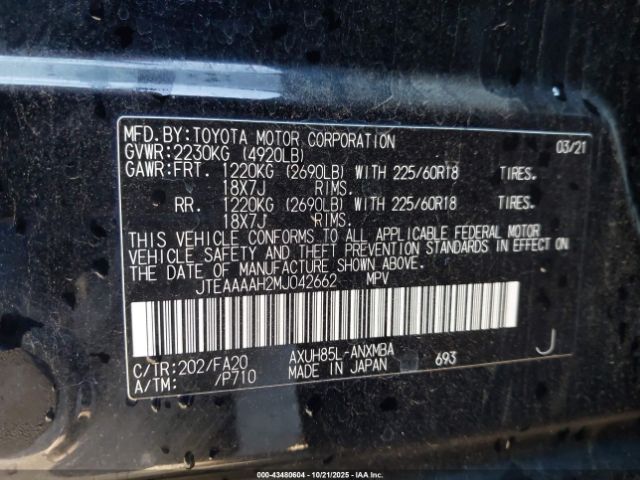 MFD.BY:TOYOTA MOTOR CORPORATION 03/21
GVWR:2230KG (4920LB)
GAWR:FRT. 1220KG (2690LB) WITH 225/60R18 TIRES.
18X7J RIMS.
RR. 1220KG (2690LB) WITH 225/60R18 TIRES.
18X7J RIMS.
THIS VEHICLE CONFORMS TO ALL APPLICABLE FEDERAL MOTOR
VEHICLE SAFETY AND THEFT PREVENTION STANDARDS IN EFFECT ON
THE DATE OF MANUFACTURE SHOWN ABOVE.
JTEAAAAH2MJ042662 MPV
C/TR:202/FA20 AXUH85L-ANXMBA 693 J
A/TM: /P710 MADE IN JAPAN
000-43480604 | 10/21/2025 | IAA Inc.